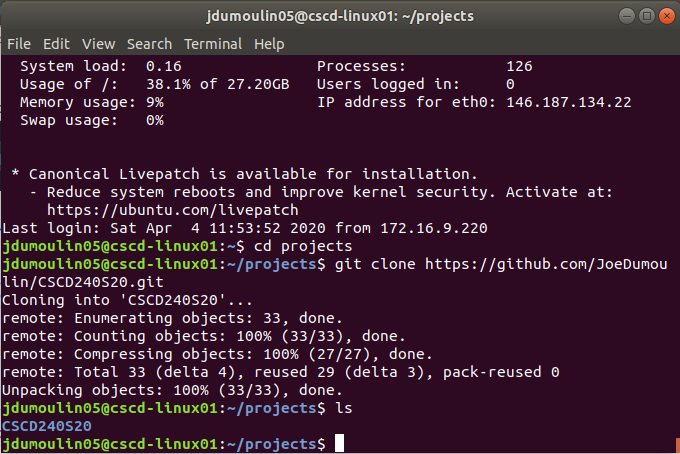 jdumoulin05@cscd-linux01: ~/projects
File Edit View Search Terminal Help
System load:  0.16               Processes:           126
Usage of /:   38.1% of 27.20GB   Users logged in:     0
Memory usage: 9%                 IP address for eth0: 146.187.134.22
Swap usage:   0%
* Canonical Livepatch is available for installation.
- Reduce system reboots and improve kernel security. Activate at:
https://ubuntu.com/livepatch
Last login: Sat Apr  4 11:53:52 2020 from 172.16.9.220
jdumoulin05@cscd-linux01:~$ cd projects
jdumoulin05@cscd-linux01:~/projects$ git clone https://github.com/JoeDumou
lin/CSCD240S20.git
Cloning into 'CSCD240S20'...
remote: Enumerating objects: 33, done.
remote: Counting objects: 100% (33/33), done.
remote: Compressing objects: 100% (27/27), done.
remote: Total 33 (delta 4), reused 29 (delta 3), pack-reused 0
Unpacking objects: 100% (33/33), done.
jdumoulin05@cscd-linux01:~/projects$ ls
CSCD240S20
jdumoulin05@cscd-linux01:~/projects$